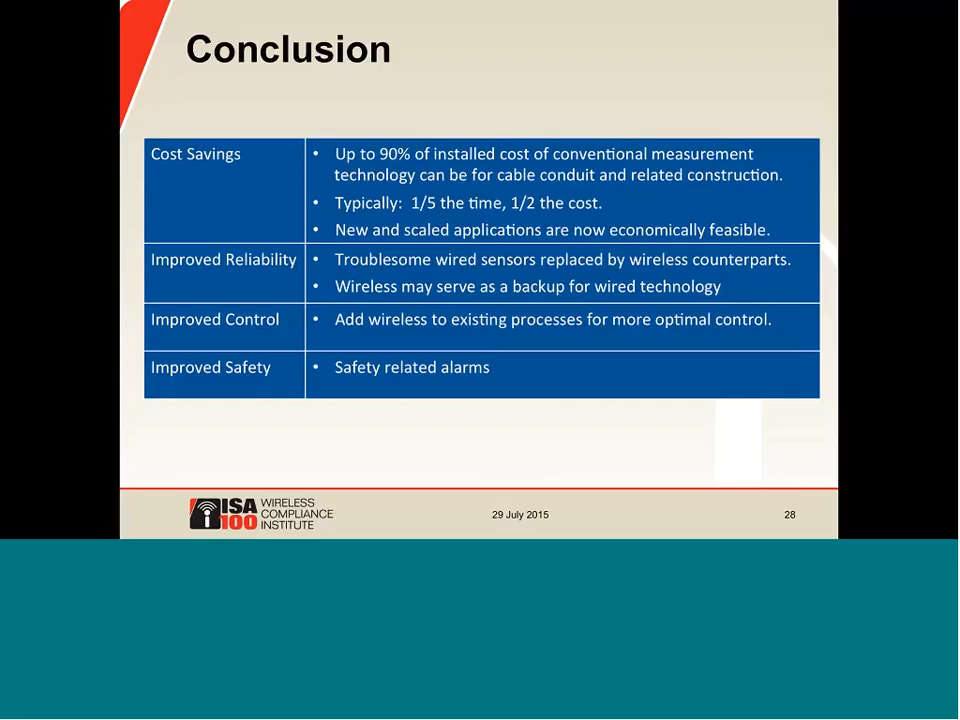 Conclusion
Cost Savings
• Up to 90% of installed cost of conventional measurement
technology can be for cable conduit and related construction.
• Typically: 1/5 the time, 1/2 the cost.
• New and scaled applications are now economically feasible.
Improved Reliability
• Troublesome wired sensors replaced by wireless counterparts.
• Wireless may serve as a backup for wired technology
Improved Control
• Add wireless to existing processes for more optimal control.
Improved Safety
• Safety related alarms
ISA
100
WIRELESS
COMPLIANCE
INSTITUTE
29 July 2015
28